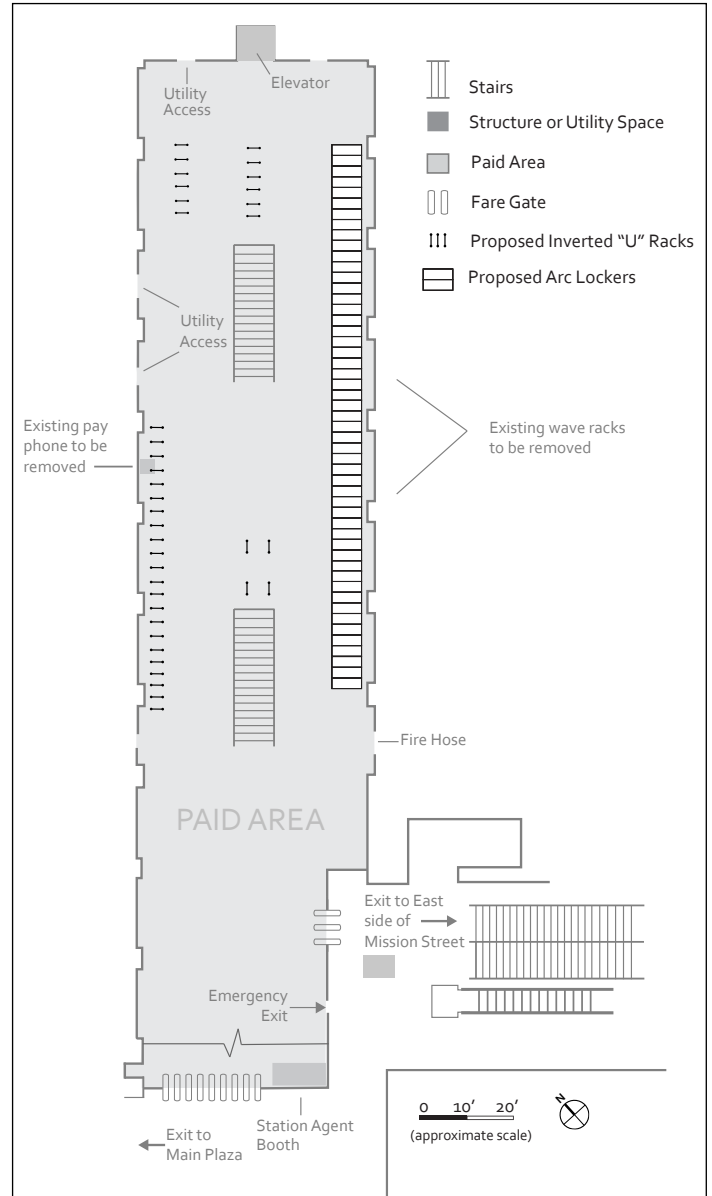 Elevator
Utility
Access
Stairs
Structure or Utility Space
Paid Area
Fare Gate
Proposed Inverted “U” Racks
Proposed Arc Lockers
Utility
Access
Existing pay
phone to be
removed
Existing wave racks
to be removed
Fire Hose
PAID AREA
Exit to East
side of
Mission Street
Emergency
Exit
Station Agent
Booth
Exit to
Main Plaza
0 10’ 20’
(approximate scale)
N